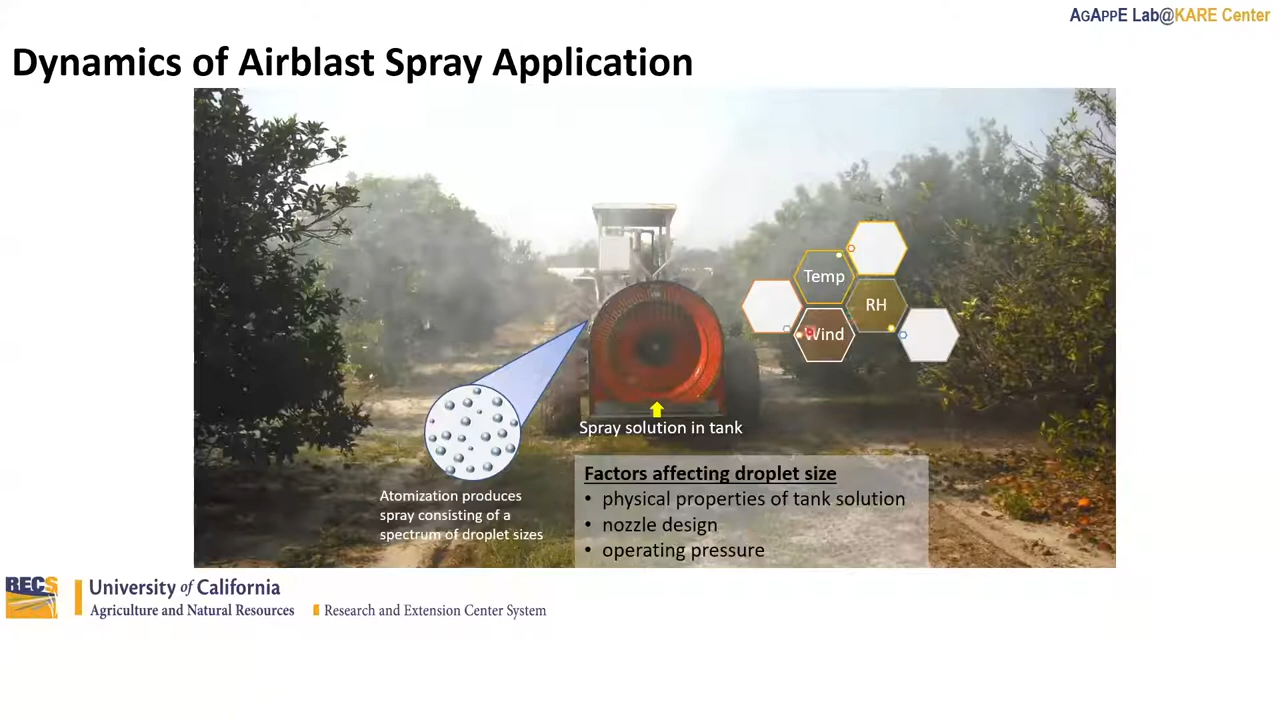 AgAppE Lab@KARE Center
Dynamics of Airblast Spray Application
Temp
RH
Wind
Spray solution in tank
Factors affecting droplet size
• physical properties of tank solution
• nozzle design
• operating pressure
Atomization produces
spray consisting of a
spectrum of droplet sizes
RECS
University of California
Agriculture and Natural Resources
Research and Extension Center System